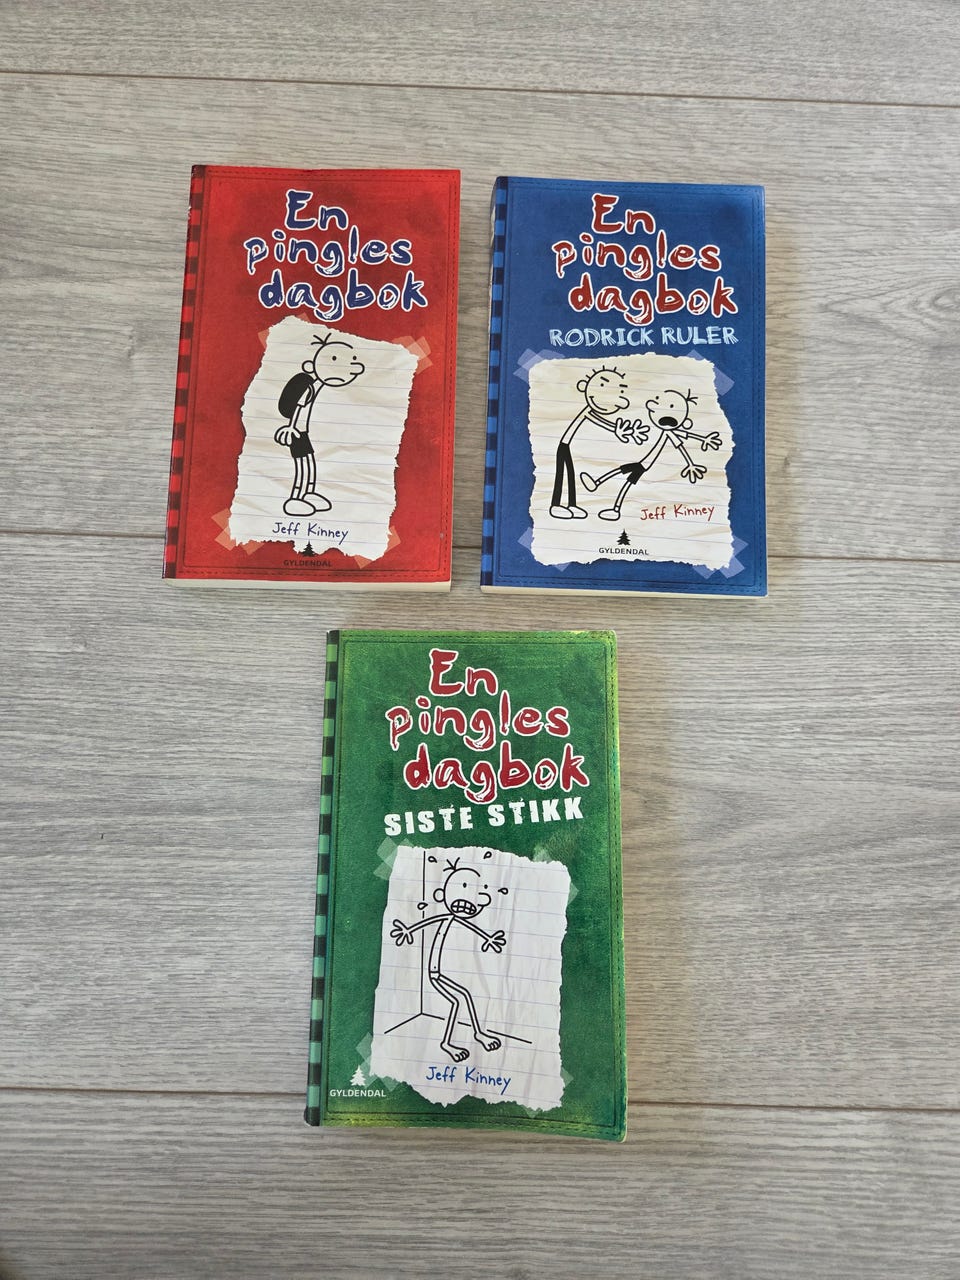 En
pingles
dagbok
Jeff Kinney
GYLDENDAL
En
pingles
dagbok
RODRICK RULER
Jeff Kinney
GYLDENDAL
En
pingles
dagbok
SISTE STIKK
Jeff Kinney
GYLDENDAL